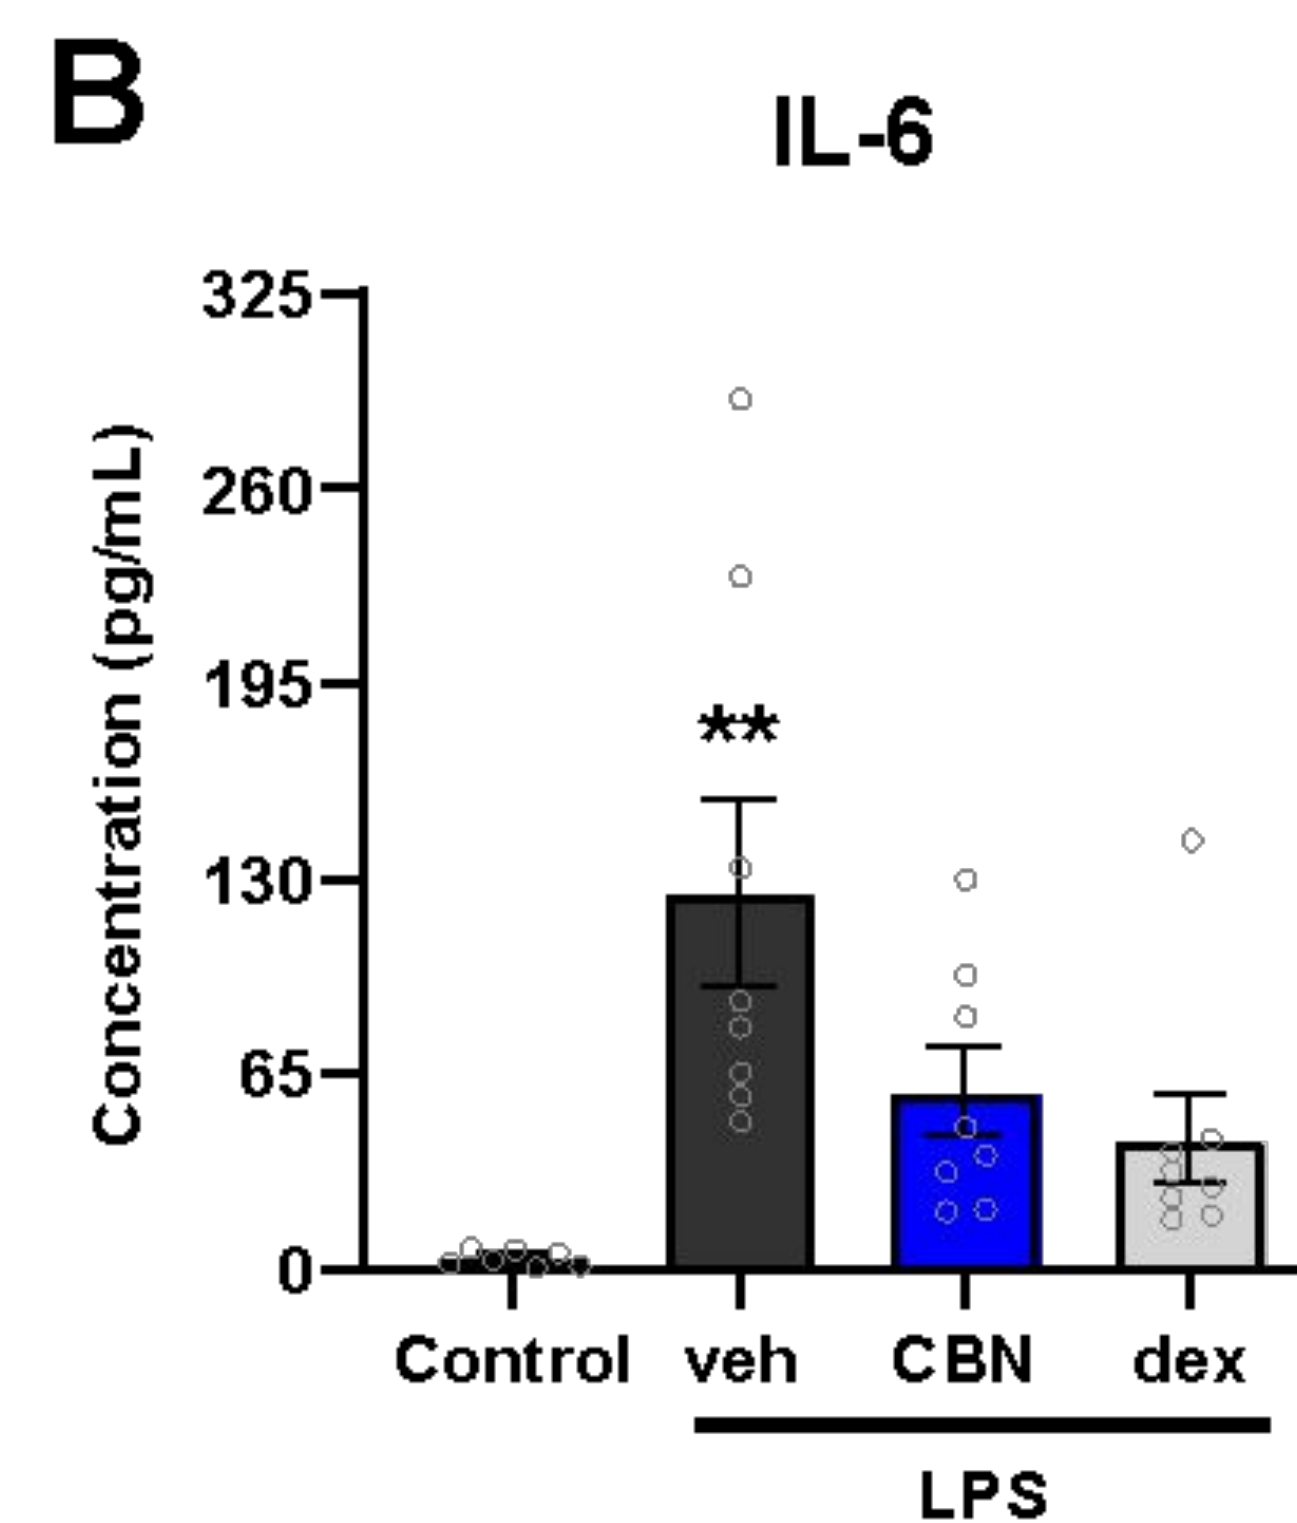 B
IL-6
Concentration (pg/mL)
325
260
195
130
65
0
**
Control veh CBN dex
LPS